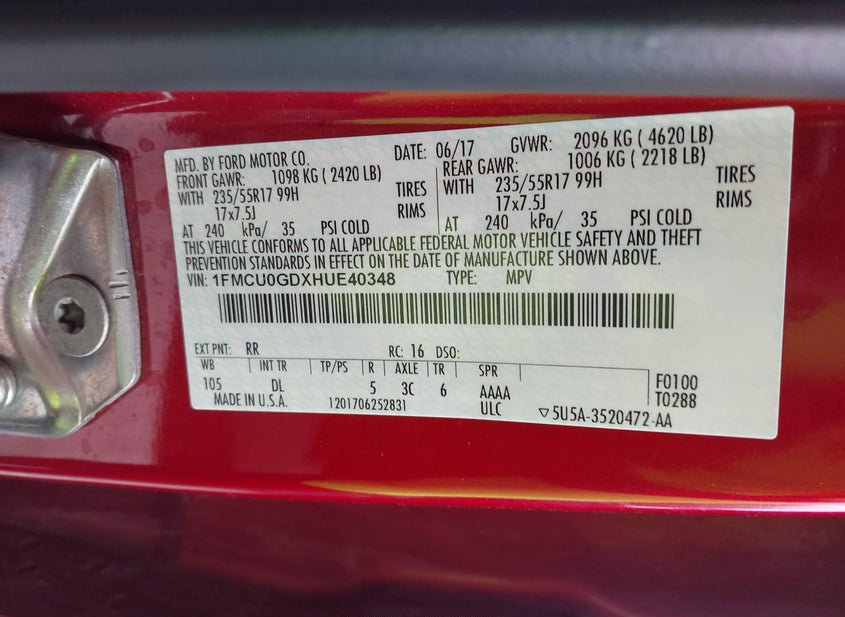 MFD. BY FORD MOTOR CO. DATE: 06/17 GVWR: 2096 KG ( 4620 LB)
FRONT GAWR: 1098 KG ( 2420 LB) REAR GAWR: 1006 KG ( 2218 LB)
WITH 235/55R17 99H TIRES WITH 235/55R17 99H TIRES
17x7.5J RIMS 17x7.5J RIMS
AT 240 kPa/ 35 PSI COLD AT 240 kPa/ 35 PSI COLD
THIS VEHICLE CONFORMS TO ALL APPLICABLE FEDERAL MOTOR VEHICLE SAFETY AND THEFT
PREVENTION STANDARDS IN EFFECT ON THE DATE OF MANUFACTURE SHOWN ABOVE.
VIN: 1FMCU0GDXHUE40348 TYPE: MPV
EXT PNT: RR RC: 16 DSO:
WB INT TR TP/PS R AXLE TR SPR
105 DL 5 3C 6 AAAA F0100
MADE IN U.S.A. 1201706252831 ULC T0288
▽5U5A-3520472-AA